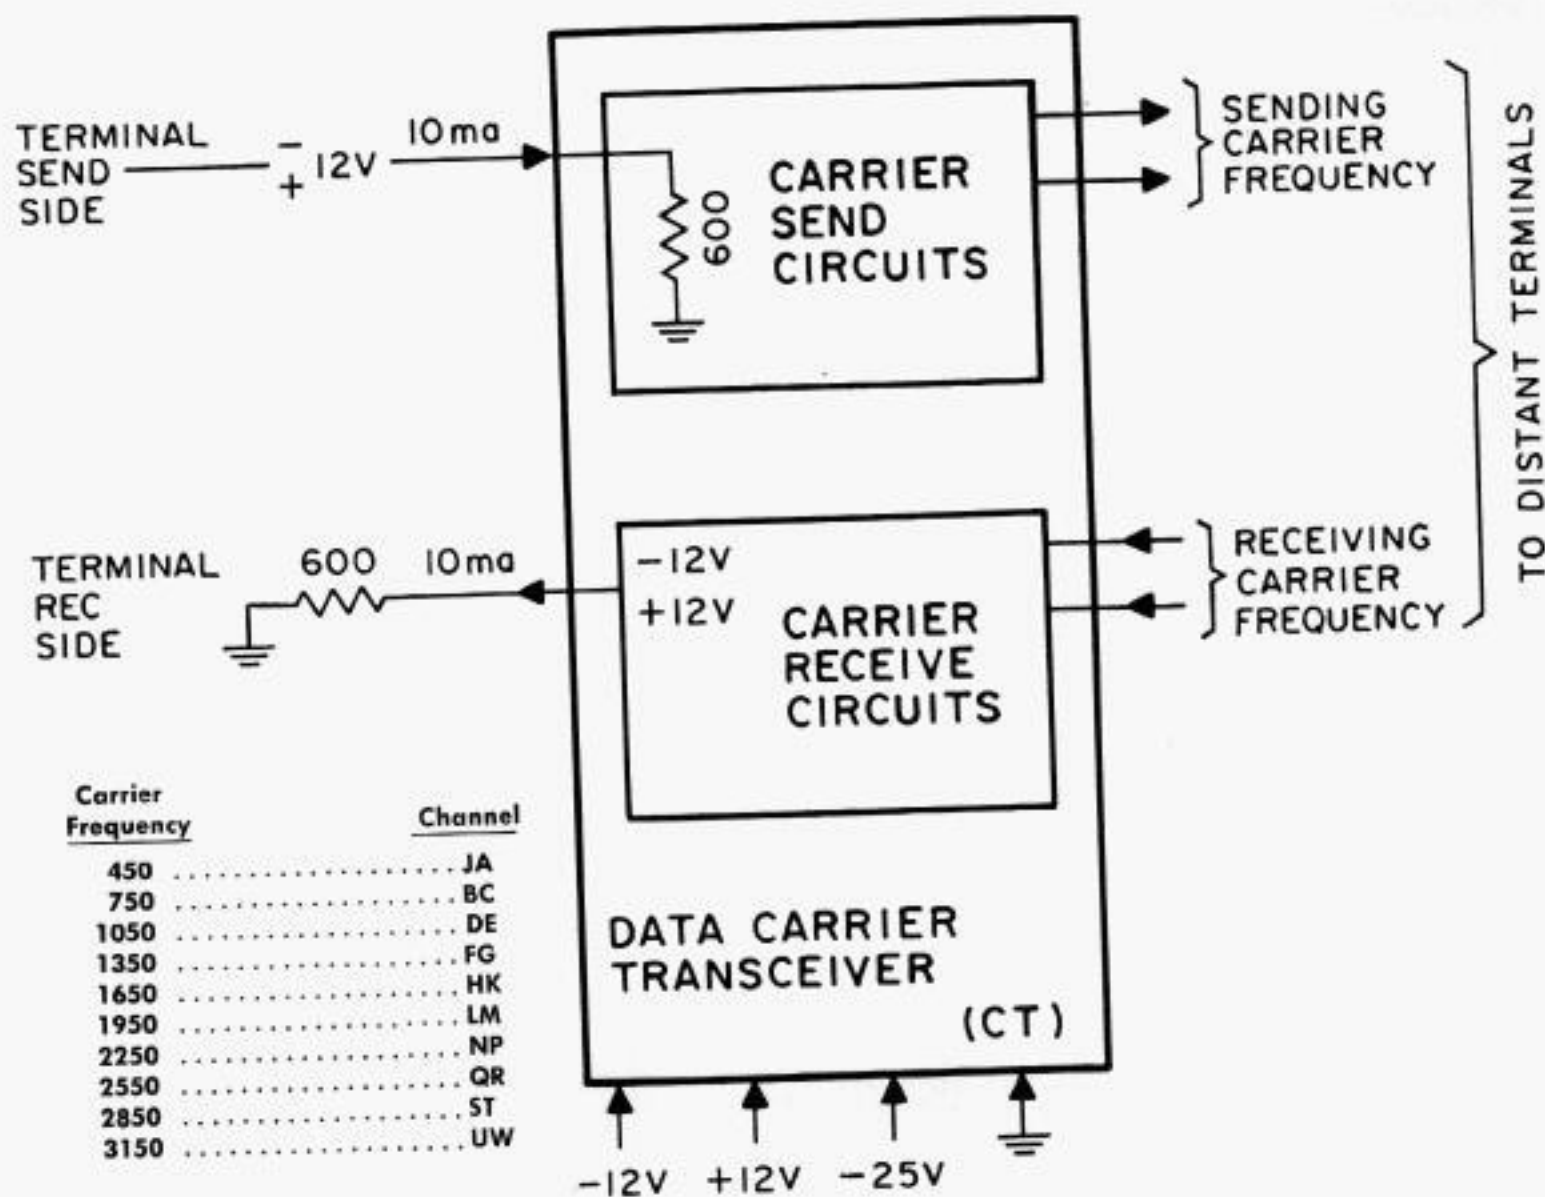 TERMINAL
SEND
SIDE
−
+
12V
10ma
600
CARRIER
SEND
CIRCUITS
SENDING
CARRIER
FREQUENCY
TO DISTANT TERMINALS
TERMINAL
REC
SIDE
600
10ma
−12V
+12V
CARRIER
RECEIVE
CIRCUITS
RECEIVING
CARRIER
FREQUENCY
Carrier
Frequency Channel
450 .................... JA
750 .................... BC
1050 .................... DE
1350 .................... FG
1650 .................... HK
1950 .................... LM
2250 .................... NP
2550 .................... QR
2850 .................... ST
3150 .................... UW
DATA CARRIER
TRANSCEIVER
(CT)
−12V +12V −25V